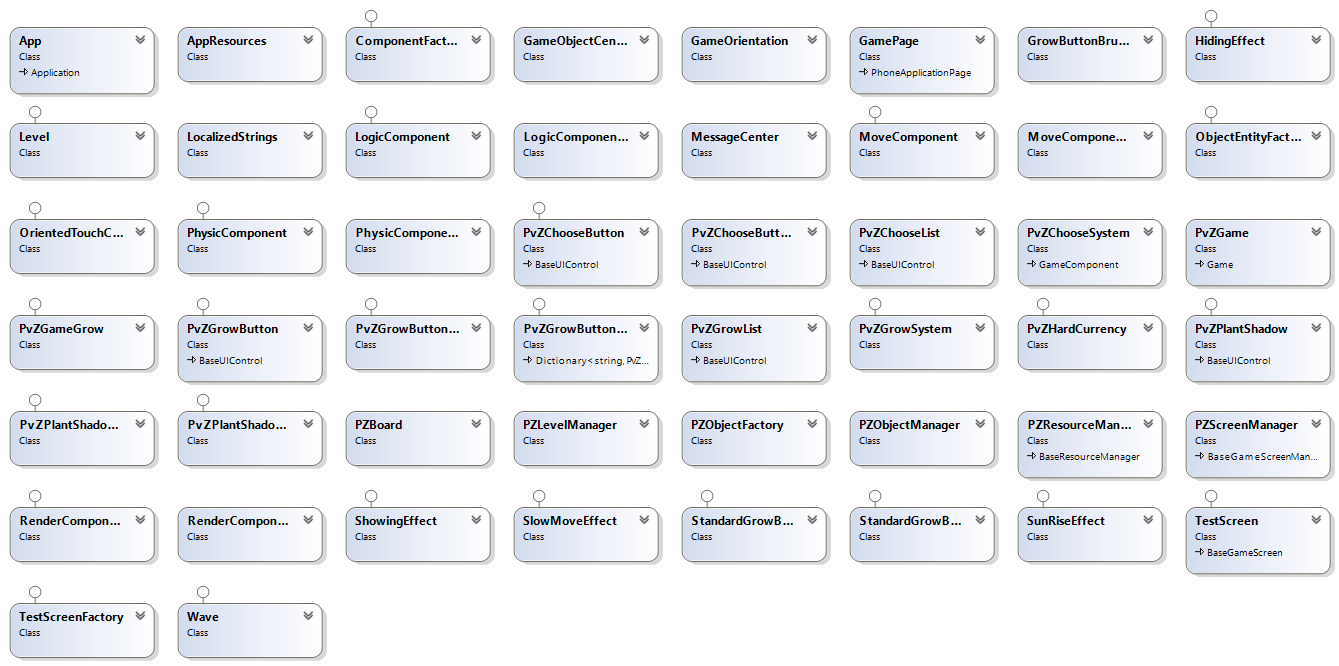 App
Class
Application
AppResources
Class
ComponentFact...
Class
GameObjectCen...
Class
GameOrientation
Class
GamePage
Class
PhoneApplicationPage
GrowButtonBru...
Class
HidingEffect
Class
Level
Class
LocalizedStrings
Class
LogicComponent
Class
LogicComponen...
Class
MessageCenter
Class
MoveComponent
Class
MoveCompone...
Class
ObjectEntityFact...
Class
OrientedTouchC...
Class
PhysicComponent
Class
PhysicCompone...
Class
PvZChooseButton
Class
BaseUIControl
PvZChooseButt...
Class
BaseUIControl
PvZChooseList
Class
BaseUIControl
PvZChooseSystem
Class
GameComponent
PvZGame
Class
Game
PvZGameGrow
Class
PvZGrowButton
Class
BaseUIControl
PvZGrowButton...
Class
PvZGrowButton...
Class
Dictionary<string, PvZ...
PvZGrowList
Class
BaseUIControl
PvZGrowSystem
Class
PvZHardCurrency
Class
PvZPlantShadow
Class
BaseUIControl
PvZPlantShado...
Class
PvZPlantShado...
Class
PZBoard
Class
PZLevelManager
Class
PZObjectFactory
Class
PZObjectManager
Class
PZResourceMan...
Class
BaseResourceManager
PZScreenManager
Class
BaseGameScreenMan...
RenderCompon...
Class
RenderCompon...
Class
ShowingEffect
Class
SlowMoveEffect
Class
StandardGrowB...
Class
StandardGrowB...
Class
SunRiseEffect
Class
TestScreen
Class
BaseGameScreen
TestScreenFactory
Class
Wave
Class